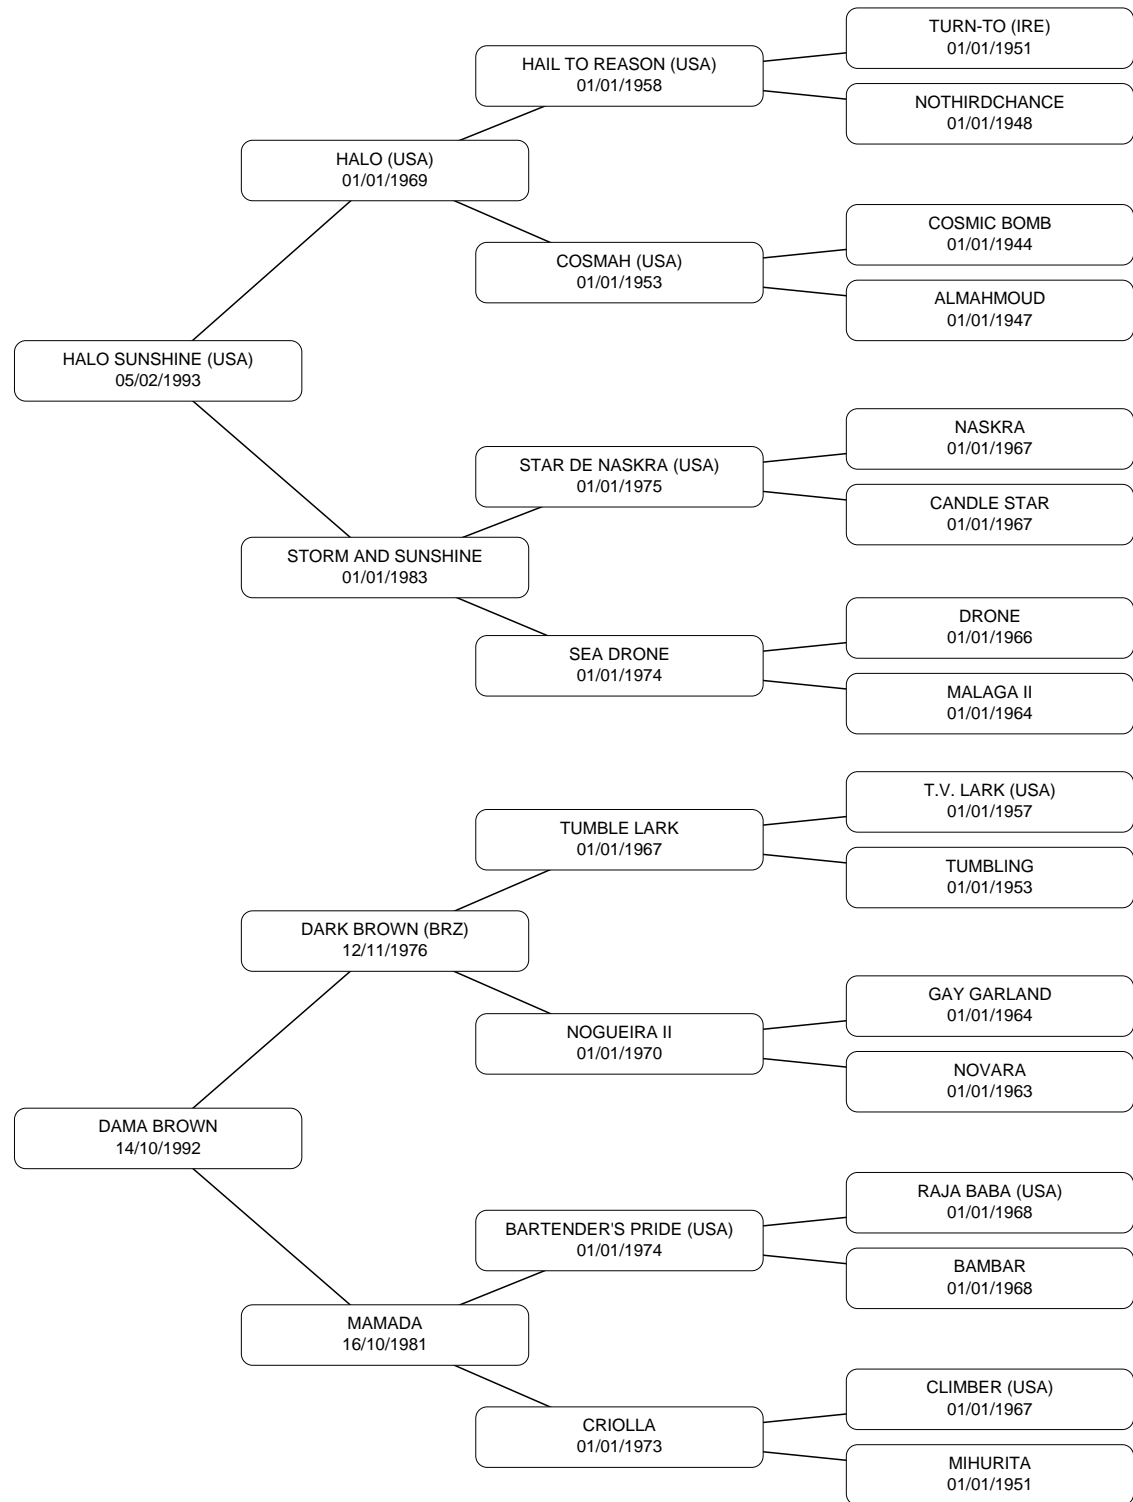 TURN-TO (IRE)
01/01/1951
HAIL TO REASON (USA)
01/01/1958
NOTHIRDCHANCE
01/01/1948
HALO (USA)
01/01/1969
COSMIC BOMB
01/01/1944
COSMAH (USA)
01/01/1953
ALMAHMOUD
01/01/1947
HALO SUNSHINE (USA)
05/02/1993
NASKRA
01/01/1967
STAR DE NASKRA (USA)
01/01/1975
CANDLE STAR
01/01/1967
STORM AND SUNSHINE
01/01/1983
DRONE
01/01/1966
SEA DRONE
01/01/1974
MALAGA II
01/01/1964
T.V. LARK (USA)
01/01/1957
TUMBLE LARK
01/01/1967
TUMBLING
01/01/1953
DARK BROWN (BRZ)
12/11/1976
GAY GARLAND
01/01/1964
NOGUEIRA II
01/01/1970
NOVARA
01/01/1963
DAMA BROWN
14/10/1992
RAJA BABA (USA)
01/01/1968
BARTENDER'S PRIDE (USA)
01/01/1974
BAMBAR
01/01/1968
MAMADA
16/10/1981
CLIMBER (USA)
01/01/1967
CRIOLLA
01/01/1973
MIHURITA
01/01/1951